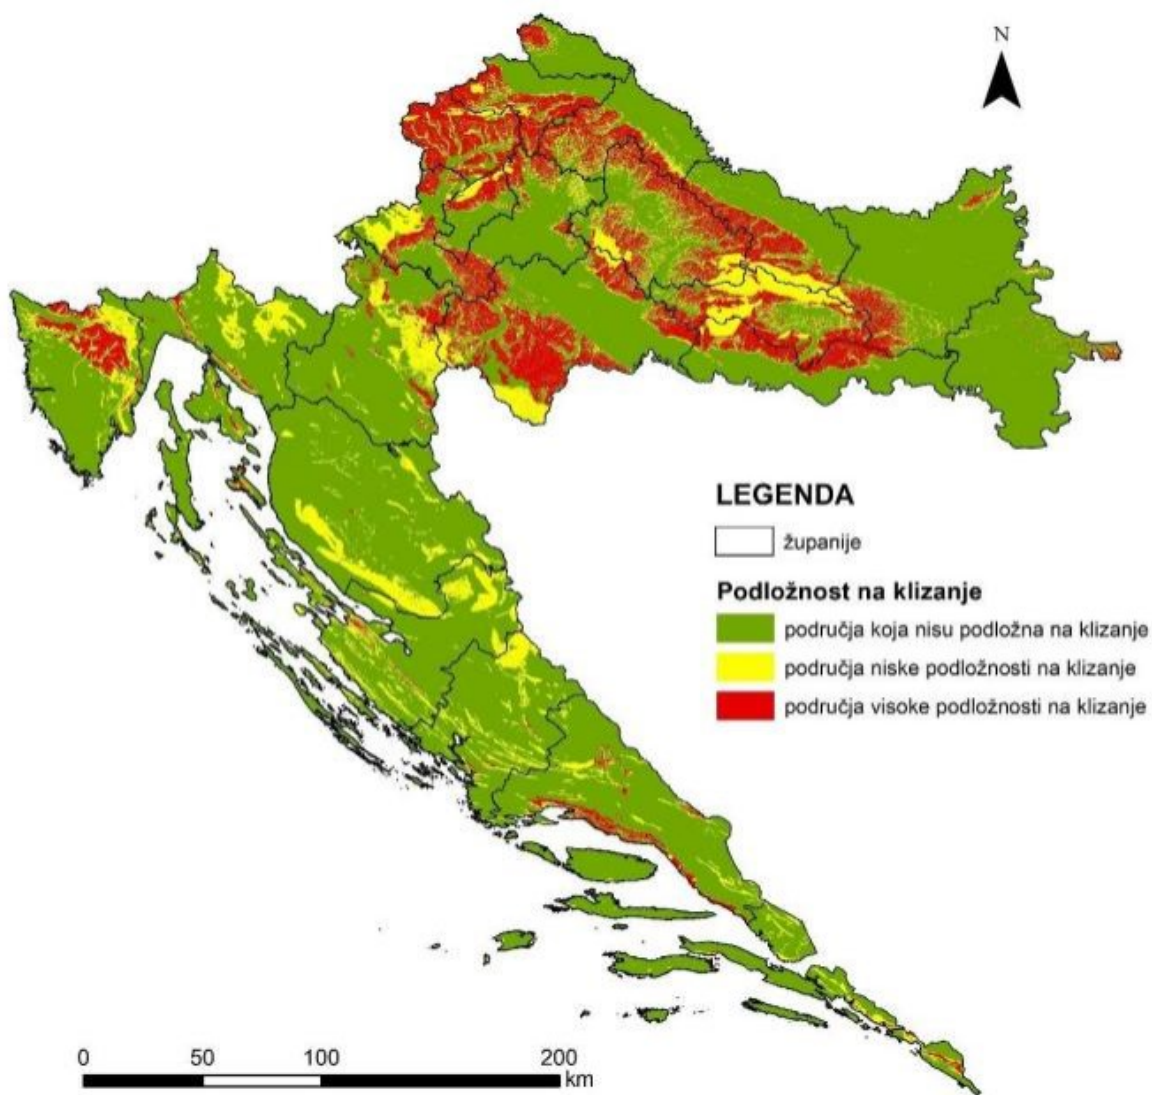 N
LEGENDA
županije
Podložnost na klizanje
područja koja nisu podložna na klizanje
područja niske podložnosti na klizanje
područja visoke podložnosti na klizanje
0 50 100 200
km